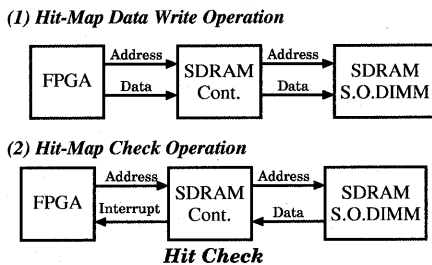 (1) Hit-Map Data Write Operation
Address
Address
FPGA
SDRAM
Cont.
SDRAM
S.O.DIMM
Data
Data
(2) Hit-Map Check Operation
Address
Address
FPGA
SDRAM
Cont.
SDRAM
S.O.DIMM
Interrupt
Data
Hit Check